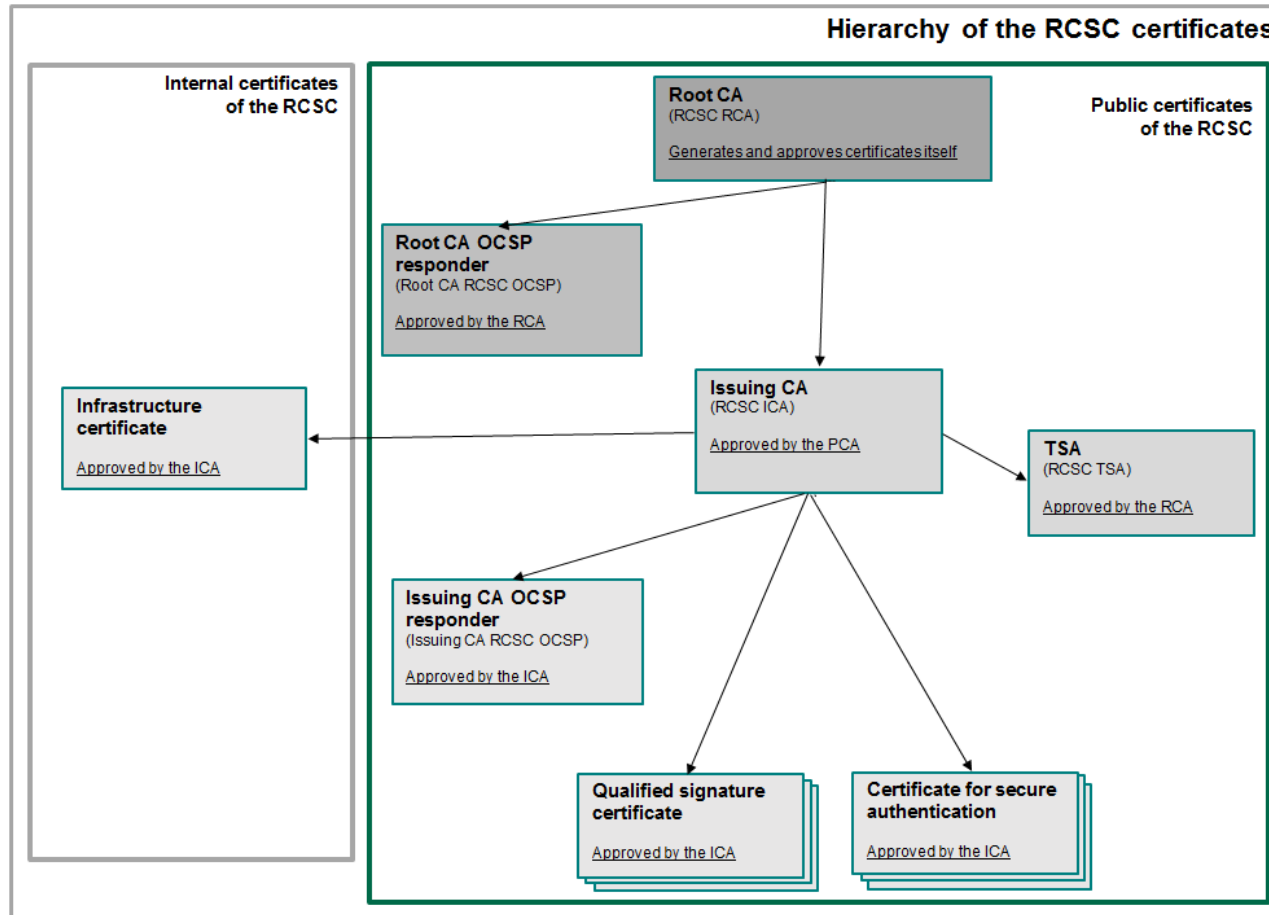 Hierarchy of the RCSC certificates
Internal certificates
of the RCSC
Public certificates
of the RCSC
Root CA
(RCSC RCA)
Generates and approves certificates itself
Root CA OCSP
responder
(Root CA RCSC OCSP)
Approved by the RCA
Issuing CA
(RCSC ICA)
Approved by the PCA
Infrastructure
certificate
Approved by the ICA
TSA
(RCSC TSA)
Approved by the RCA
Issuing CA OCSP
responder
(Issuing CA RCSC OCSP)
Approved by the ICA
Qualified signature
certificate
Approved by the ICA
Certificate for secure
authentication
Approved by the ICA